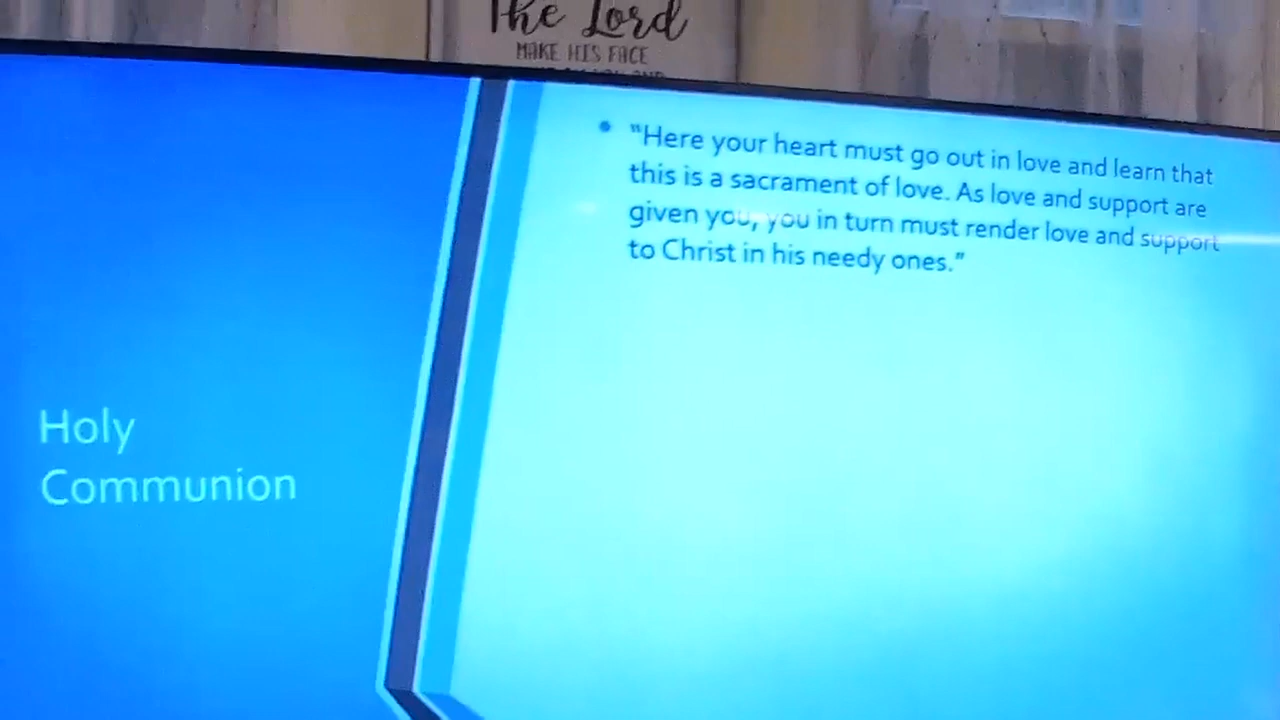 The Lord
MAKE HIS FACE
AND
Holy
Communion
• "Here your heart must go out in love and learn that
this is a sacrament of love. As love and support are
given you, you in turn must render love and support
to Christ in his needy ones."